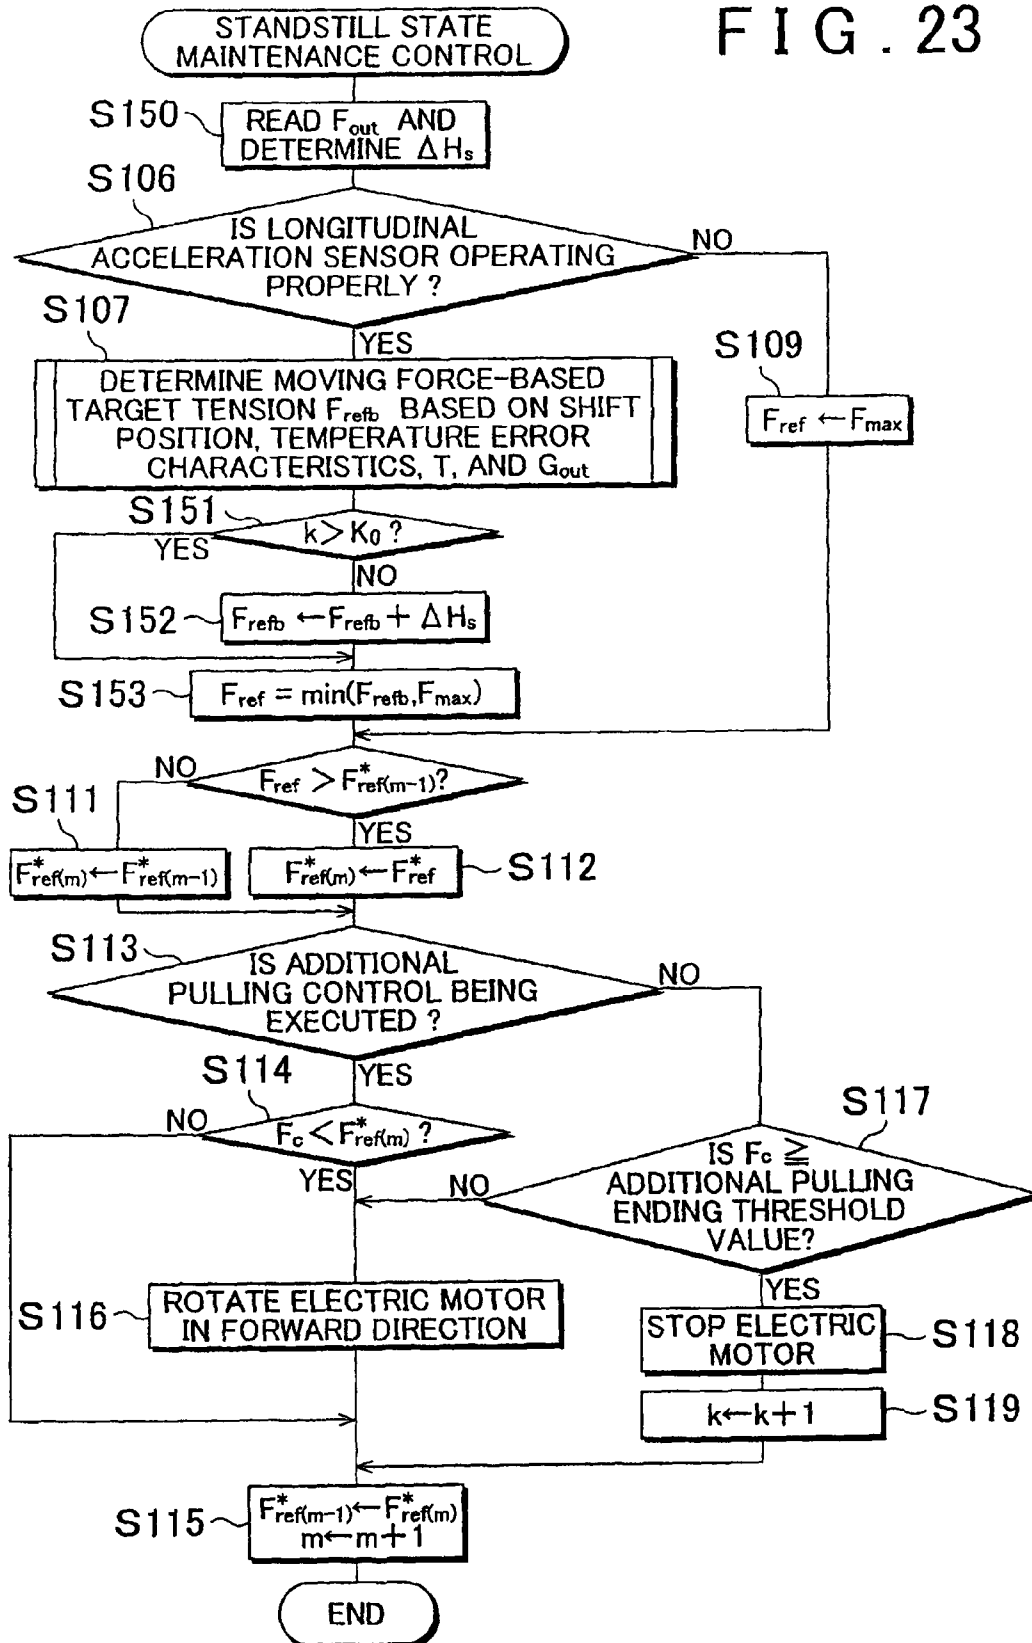 FIG. 23
STANDSTILL STATE
MAINTENANCE CONTROL
S150
READ Fout AND
DETERMINE ΔHs
S106
IS LONGITUDINAL
ACCELERATION SENSOR OPERATING
PROPERLY ?
NO
YES
S107
DETERMINE MOVING FORCE-BASED
TARGET TENSION Frefb BASED ON SHIFT
POSITION, TEMPERATURE ERROR
CHARACTERISTICS, T, AND Gout
S109
Fref ← Fmax
S151
k > K0 ?
YES
NO
S152
Frefb ← Frefb + ΔHs
S153
Fref = min(Frefb,Fmax)
Fref > F*ref(m-1)?
NO
YES
S111
F*ref(m) ← F*ref(m-1)
F*ref(m) ← F*ref
S112
S113
IS ADDITIONAL
PULLING CONTROL BEING
EXECUTED ?
NO
YES
S114
Fc < F*ref(m) ?
NO
YES
S117
IS Fc ≧
ADDITIONAL PULLING
ENDING THRESHOLD
VALUE?
NO
YES
S116
ROTATE ELECTRIC MOTOR
IN FORWARD DIRECTION
STOP ELECTRIC
MOTOR
S118
k←k+1
S119
S115
F*ref(m-1) ← F*ref(m)
m←m+1
END